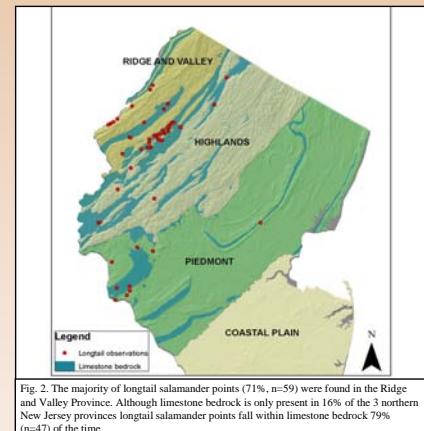 RIDGE AND VALLEY
HIGHLANDS
PIEDMONT
COASTAL PLAIN
N
Legend
Longtail observations
Limestone bedrock
Fig. 2. The majority of longtail salamander points (71%, n=59) were found in the Ridge
and Valley Province. Although limestone bedrock is only present in 16% of the 3 northern
New Jersey provinces longtail salamander points fall within limestone bedrock 79%
(n=47) of the time